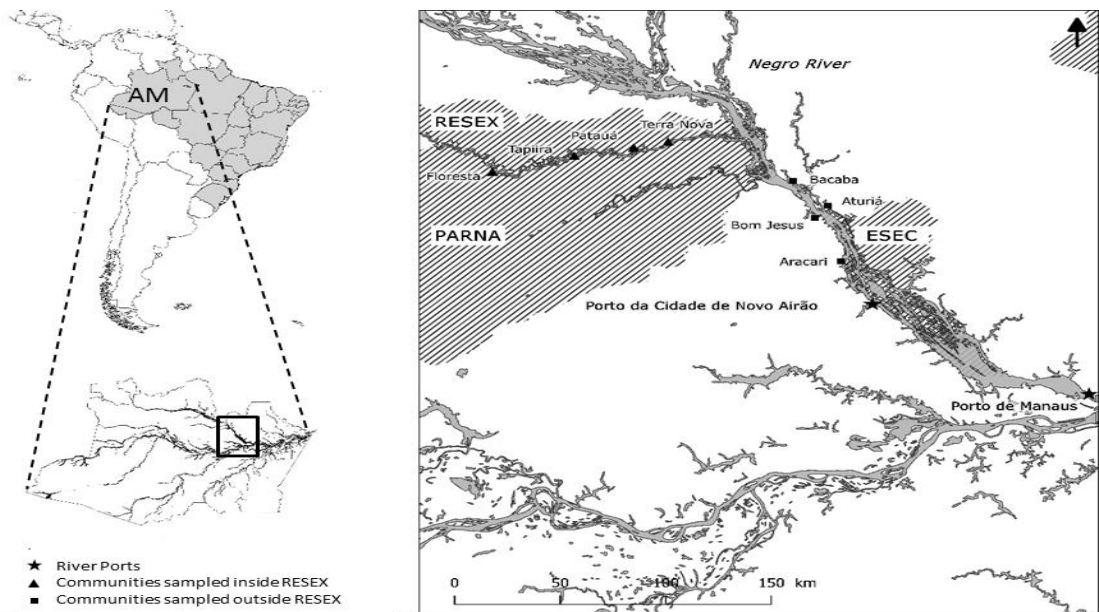 AM
River Ports
Communities sampled inside RESEX
Communities sampled outside RESEX
Negro River
RESEX
Terra Nova
Patauá
Tapiira
Floresta
Bacaba
Aturiá
Bom Jesus
PARNA
ESEC
Aracari
Porto da Cidade de Novo Airão
Porto de Manaus
0 50 100 150 km